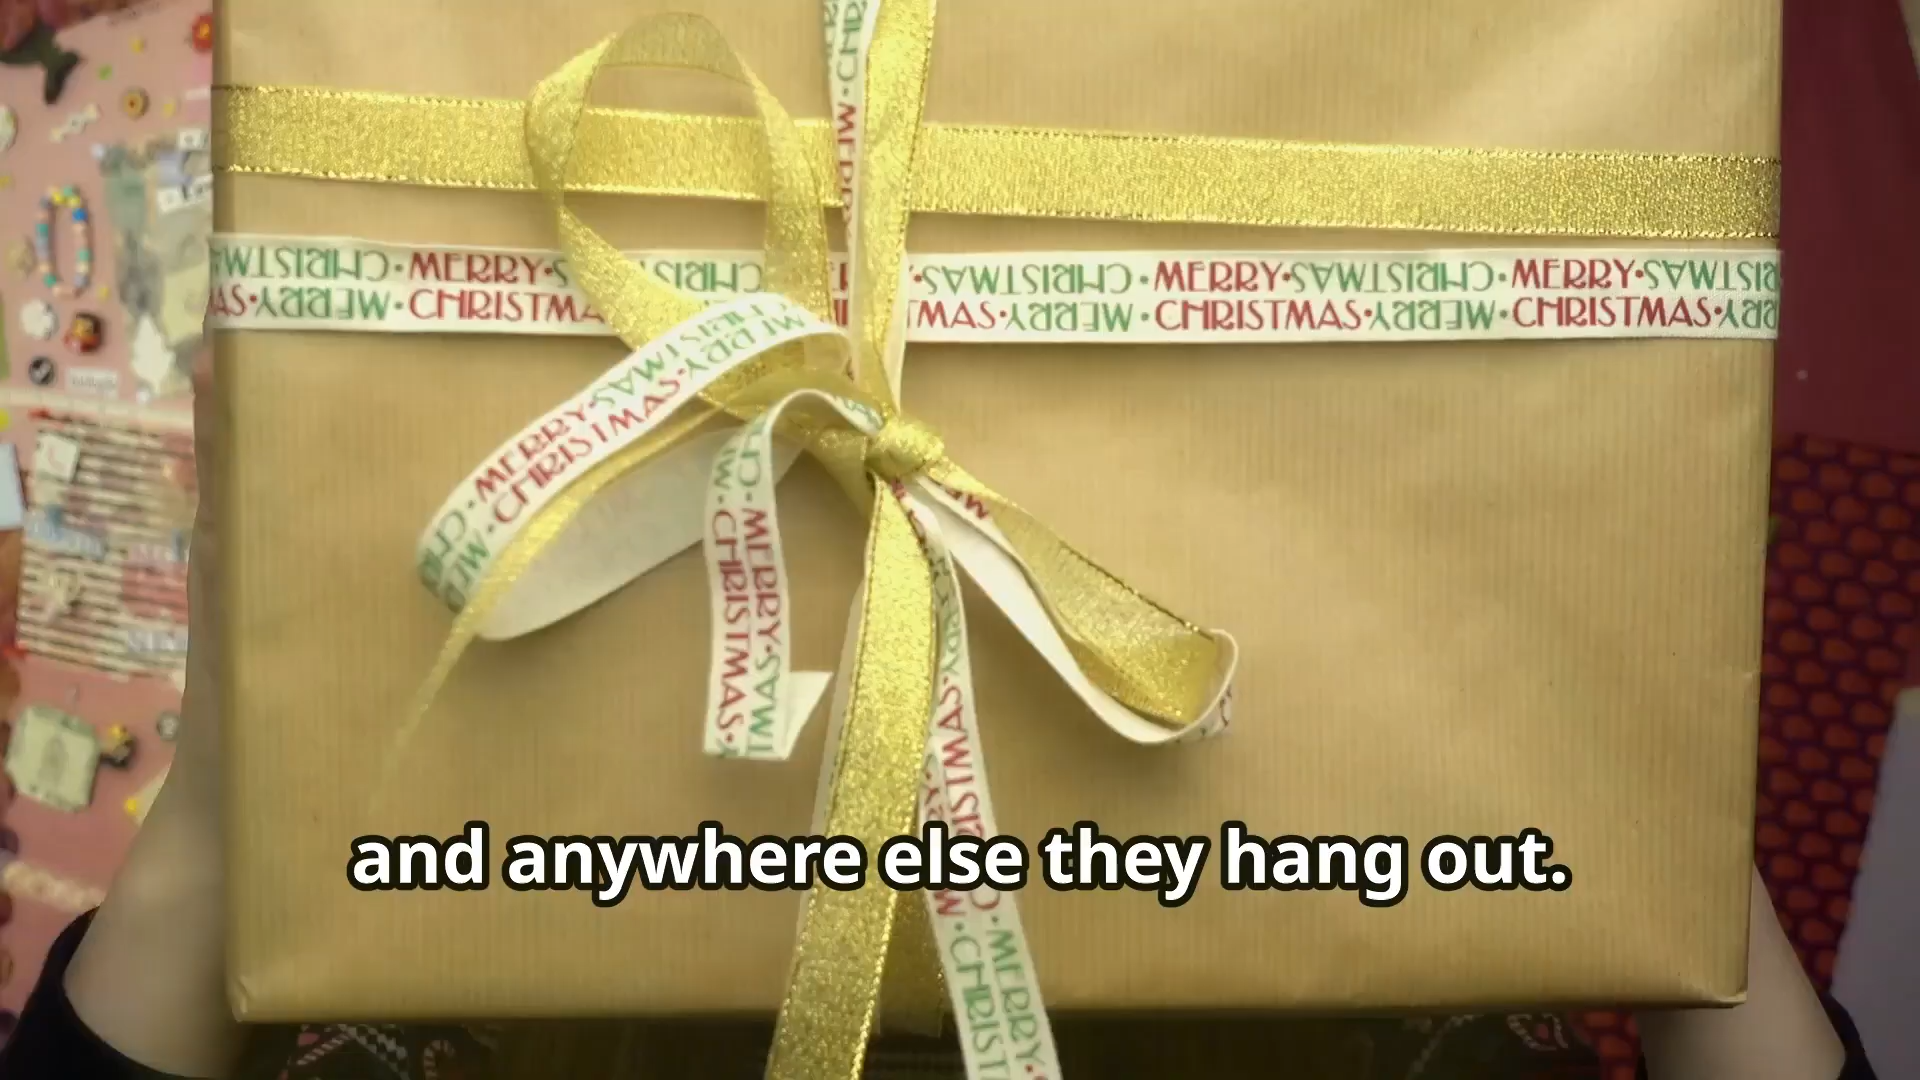 CHRISTMAS • MERRY • CHRISTMAS • MERRY • CHRISTMAS
MERRY • CHRISTMAS • MERRY • CHRISTMAS •
MERRY • CHRISTMAS
CHRISTMAS
MERRY
CHRISTMAS
CHRISTMAS
MERRY
and anywhere else they hang out.